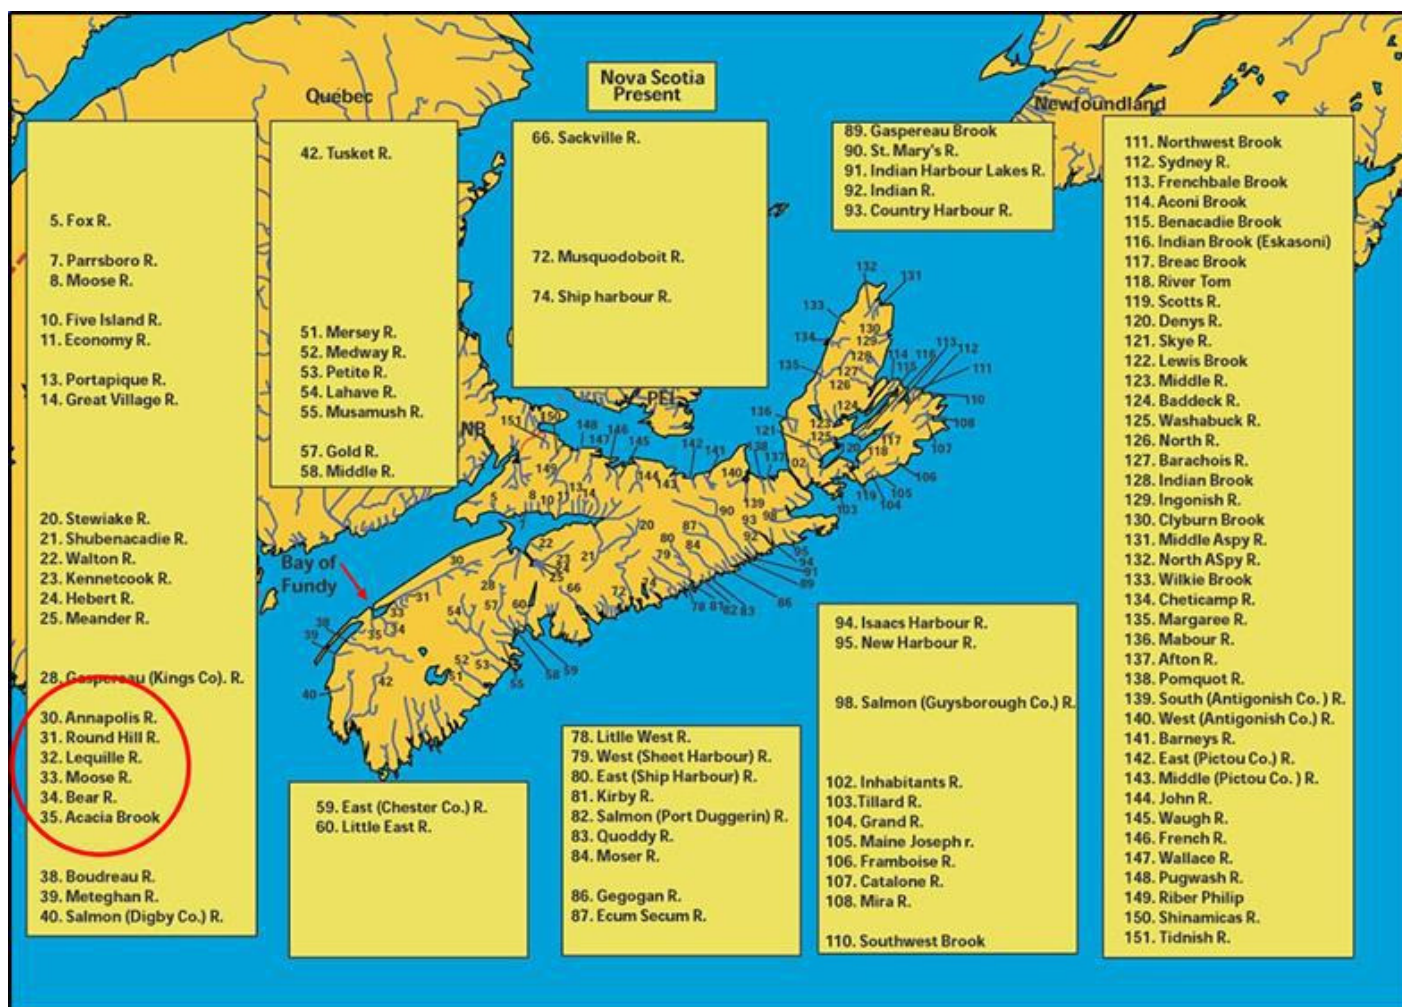 Nova Scotia
Present
Québec
Newfoundland
NB
PEI
Bay of
Fundy
5. Fox R.
7. Parrsboro R.
8. Moose R.
10. Five Island R.
11. Economy R.
13. Portapique R.
14. Great Village R.
20. Stewiake R.
21. Shubenacadie R.
22. Walton R.
23. Kennetcook R.
24. Hebert R.
25. Meander R.
28. Gaspereau (Kings Co). R.
30. Annapolis R.
31. Round Hill R.
32. Lequille R.
33. Moose R.
34. Bear R.
35. Acacia Brook
38. Boudreau R.
39. Meteghan R.
40. Salmon (Digby Co.) R.
42. Tusket R.
51. Mersey R.
52. Medway R.
53. Petite R.
54. Lahave R.
55. Musamush R.
57. Gold R.
58. Middle R.
59. East (Chester Co.) R.
60. Little East R.
66. Sackville R.
72. Musquodoboit R.
74. Ship harbour R.
78. Litlle West R.
79. West (Sheet Harbour) R.
80. East (Ship Harbour) R.
81. Kirby R.
82. Salmon (Port Duggerin) R.
83. Quoddy R.
84. Moser R.
86. Gegogan R.
87. Ecum Secum R.
89. Gaspereau Brook
90. St. Mary's R.
91. Indian Harbour Lakes R.
92. Indian R.
93. Country Harbour R.
94. Isaacs Harbour R.
95. New Harbour R.
98. Salmon (Guysborough Co.) R.
102. Inhabitants R.
103.Tillard R.
104. Grand R.
105. Maine Joseph r.
106. Framboise R.
107. Catalone R.
108. Mira R.
110. Southwest Brook
111. Northwest Brook
112. Sydney R.
113. Frenchbale Brook
114. Aconi Brook
115. Benacadie Brook
116. Indian Brook (Eskasoni)
117. Breac Brook
118. River Tom
119. Scotts R.
120. Denys R.
121. Skye R.
122. Lewis Brook
123. Middle R.
124. Baddeck R.
125. Washabuck R.
126. North R.
127. Barachois R.
128. Indian Brook
129. Ingonish R.
130. Clyburn Brook
131. Middle Aspy R.
132. North ASpy R.
133. Wilkie Brook
134. Cheticamp R.
135. Margaree R.
136. Mabour R.
137. Afton R.
138. Pomquot R.
139. South (Antigonish Co. ) R.
140. West (Antigonish Co.) R.
141. Barneys R.
142. East (Pictou Co.) R.
143. Middle (Pictou Co. ) R.
144. John R.
145. Waugh R.
146. French R.
147. Wallace R.
148. Pugwash R.
149. Riber Philip
150. Shinamicas R.
151. Tidnish R.